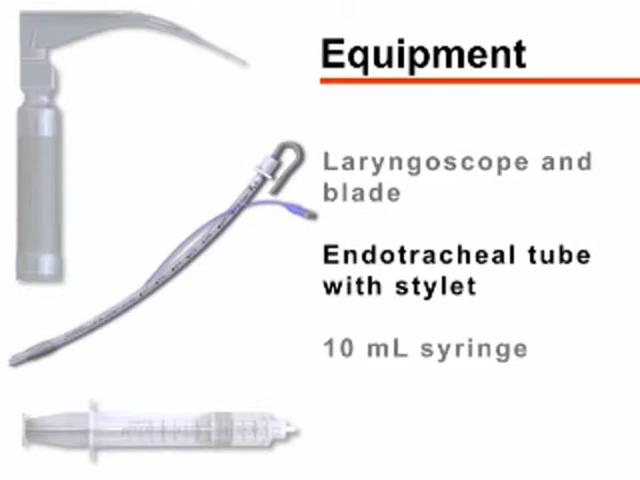 Equipment
Laryngoscope and
blade
Endotracheal tube
with stylet
10 mL syringe